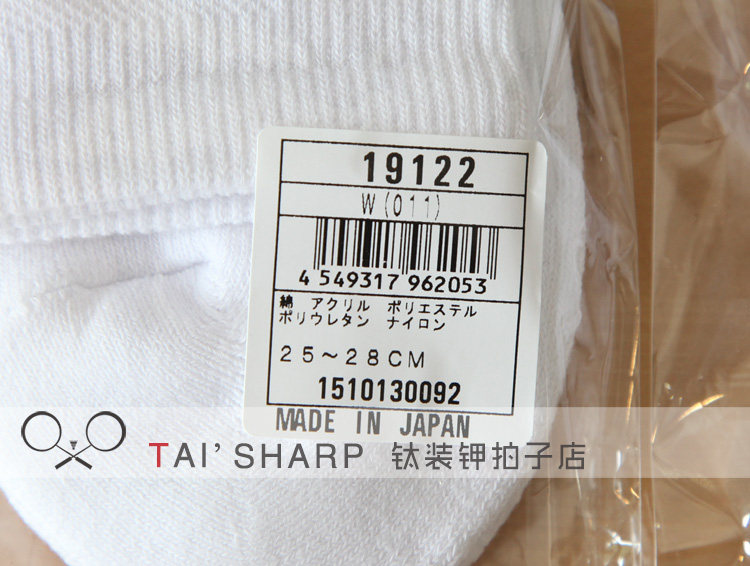 19122
W(011)
4 549317 962053
綿 アクリル ポリエステル
ポリウレタン ナイロン
25～28CM
1510130092
MADE IN JAPAN
TAI'SHARP 钛装钾拍子店